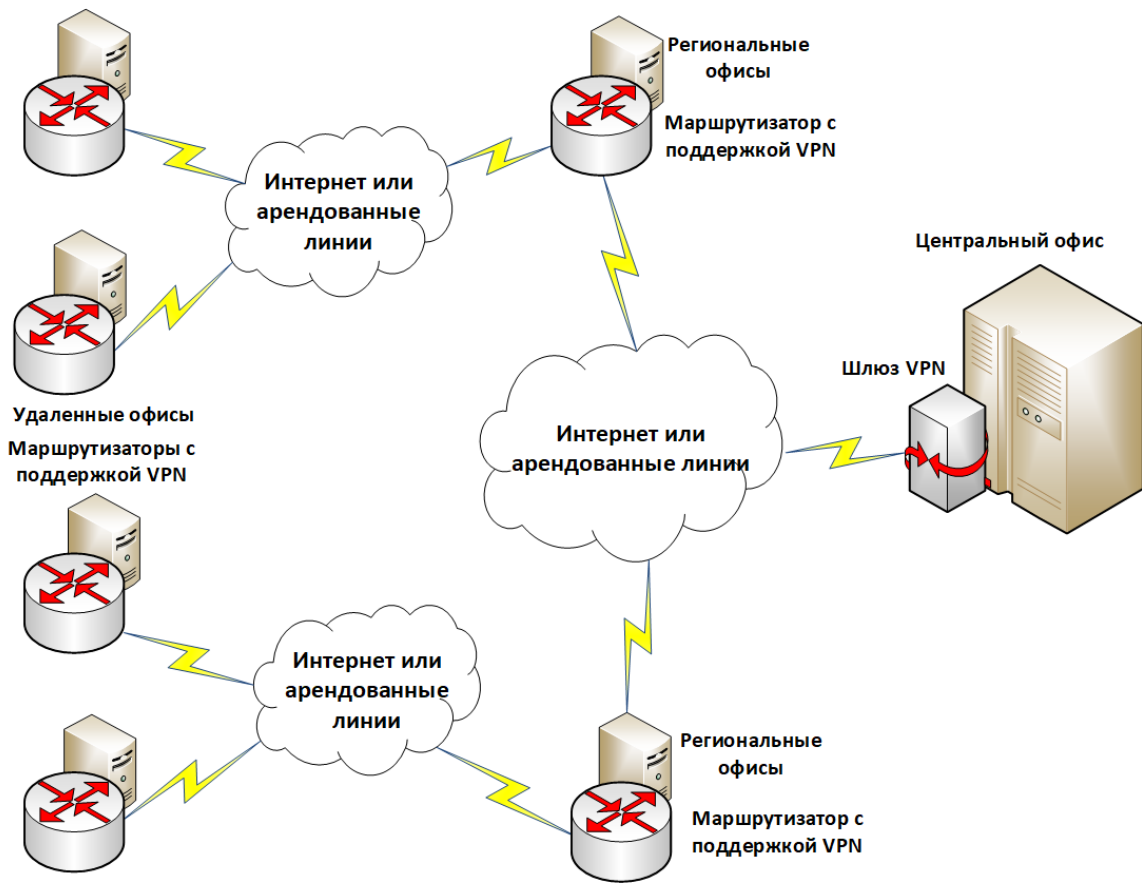 Региональные
офисы
Маршрутизатор с
поддержкой VPN
Интернет или
арендованные
линии
Центральный офис
Шлюз VPN
Удаленные офисы
Маршрутизаторы с
поддержкой VPN
Интернет или
арендованные линии
Интернет или
арендованные
линии
Региональные
офисы
Маршрутизатор с
поддержкой VPN